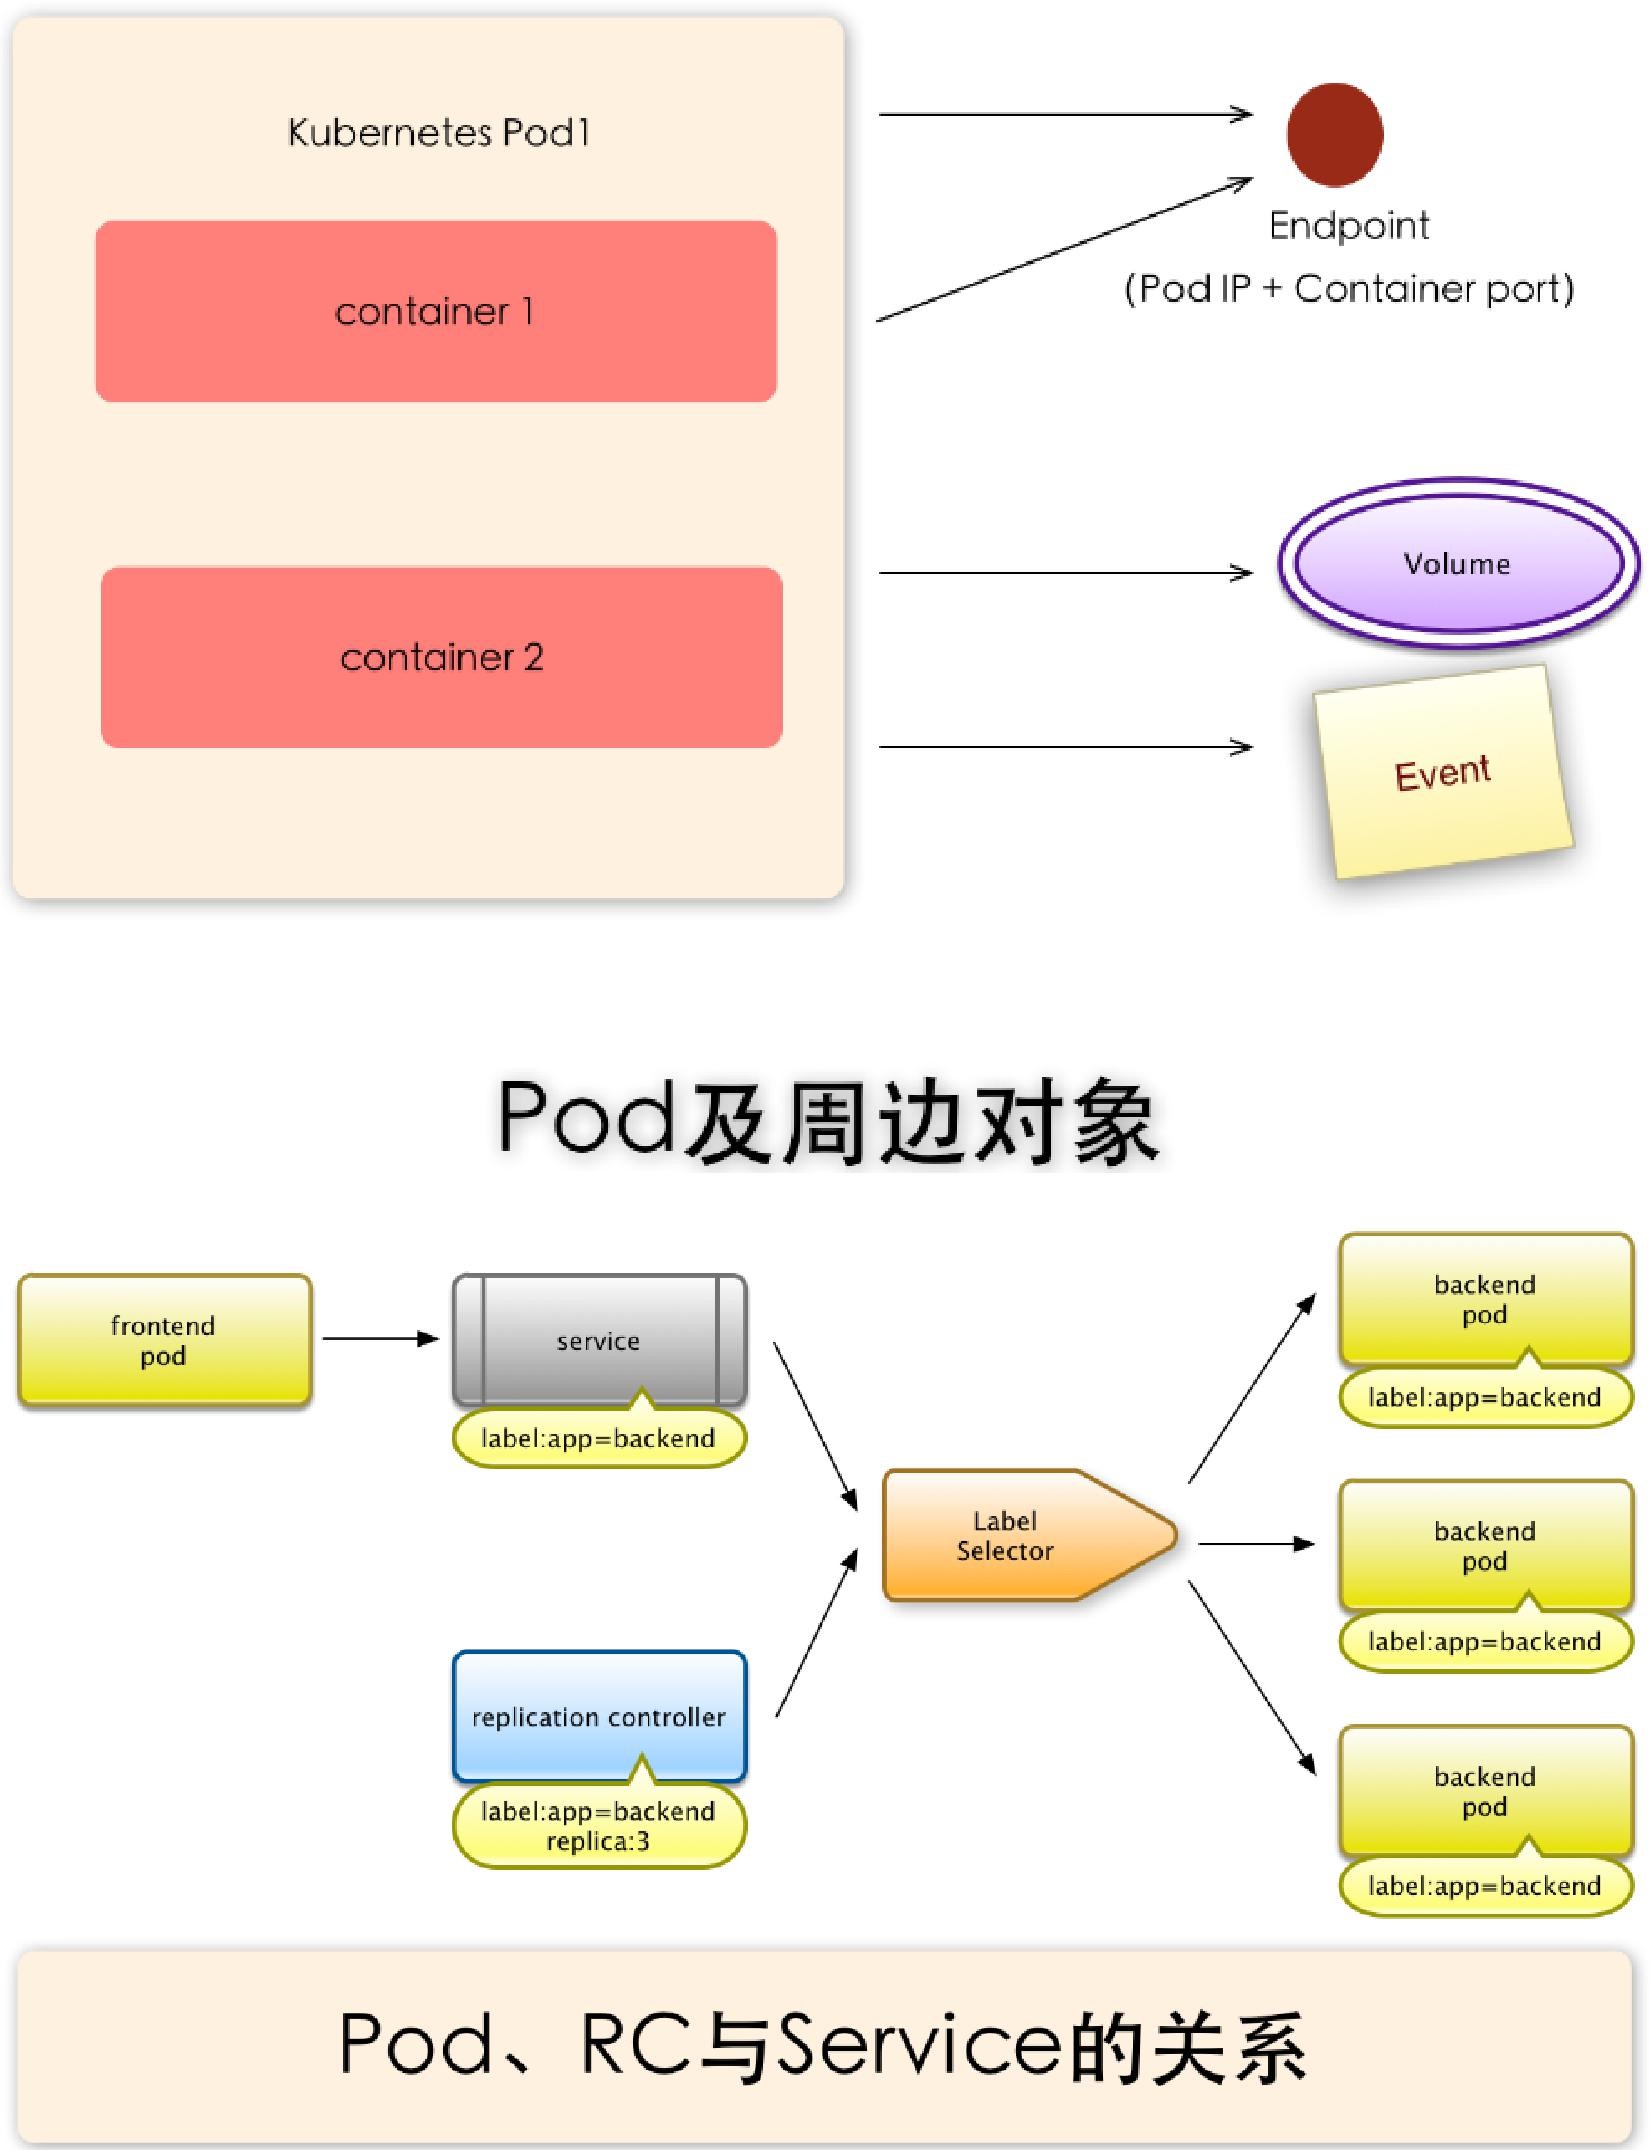 Kubernetes Pod1
container 1
container 2
Endpoint
(Pod IP + Container port)
Volume
Event
Pod及周边对象
frontend
pod
service
label:app=backend
replication controller
label:app=backend
replica:3
Label
Selector
backend
pod
label:app=backend
backend
pod
label:app=backend
backend
pod
label:app=backend
Pod、RC与Service的关系